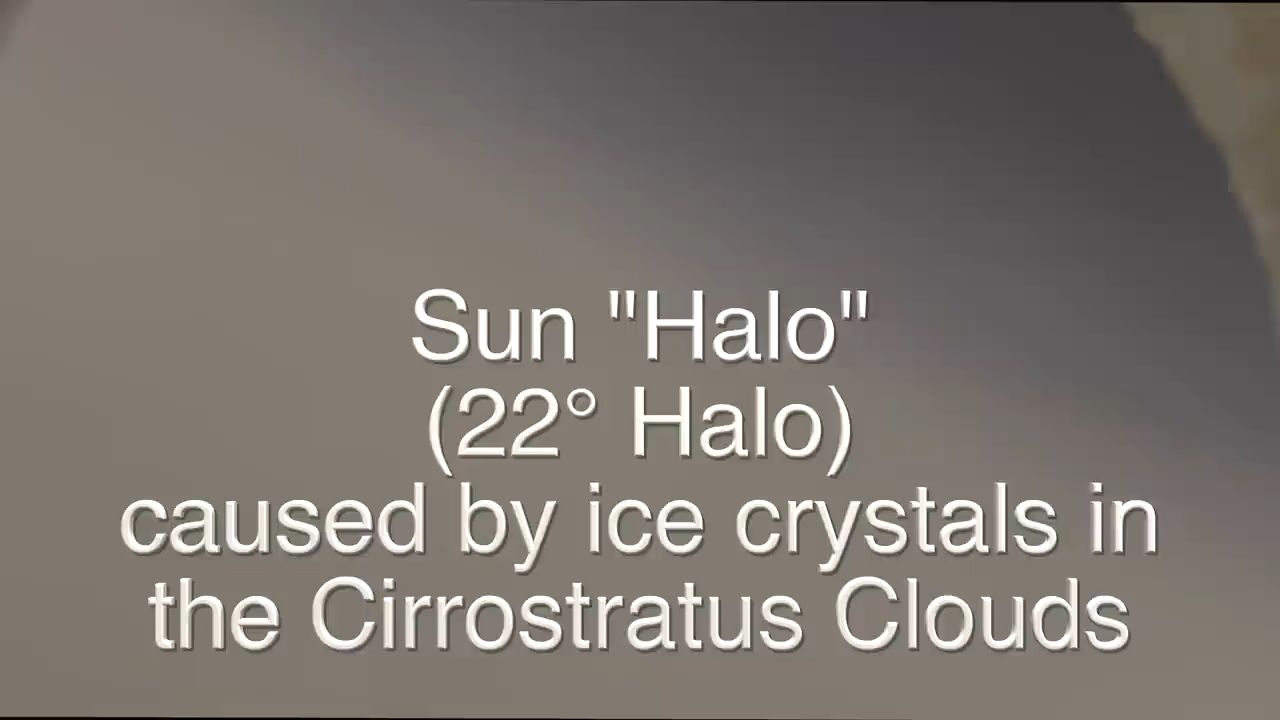 Sun "Halo"
(22° Halo)
caused by ice crystals in
the Cirrostratus Clouds